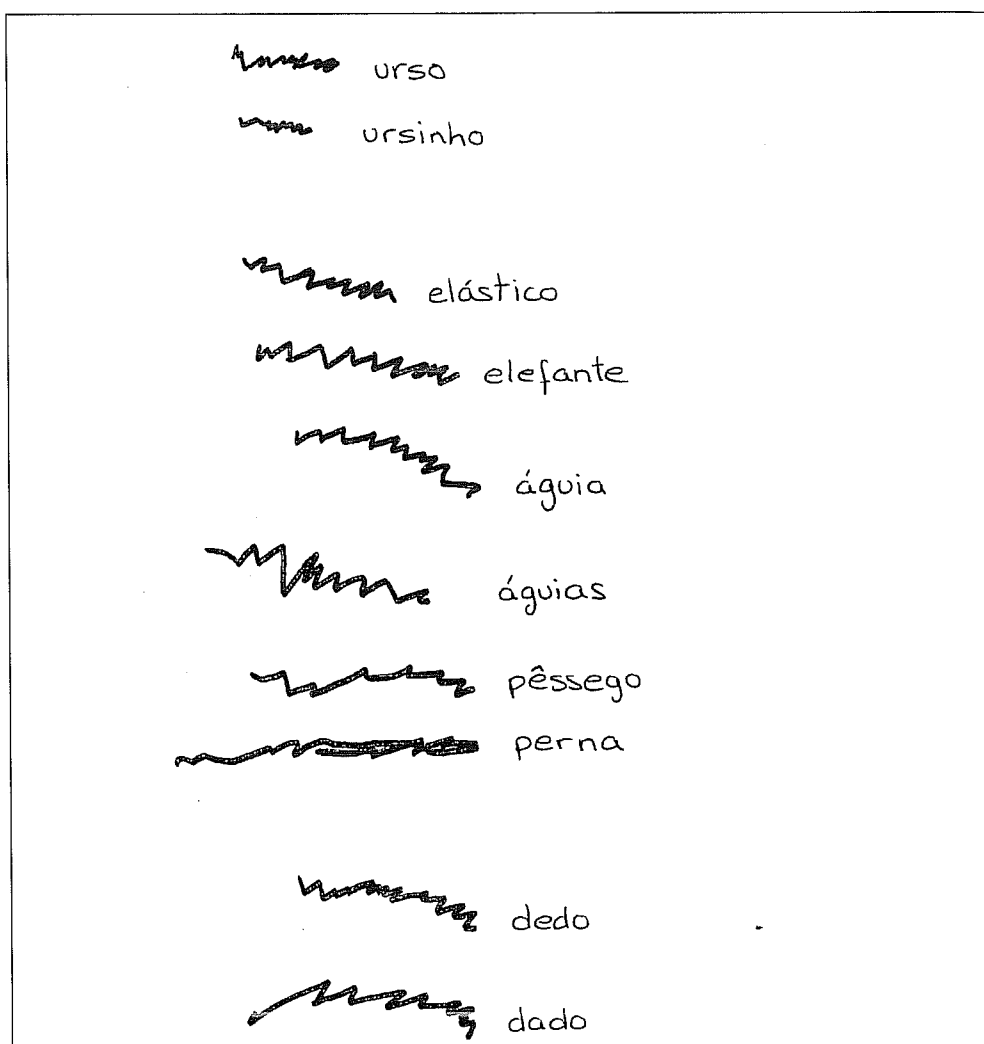 urso
ursinho
elástico
elefante
águia
águias
pêssego
perna
dedo
dado